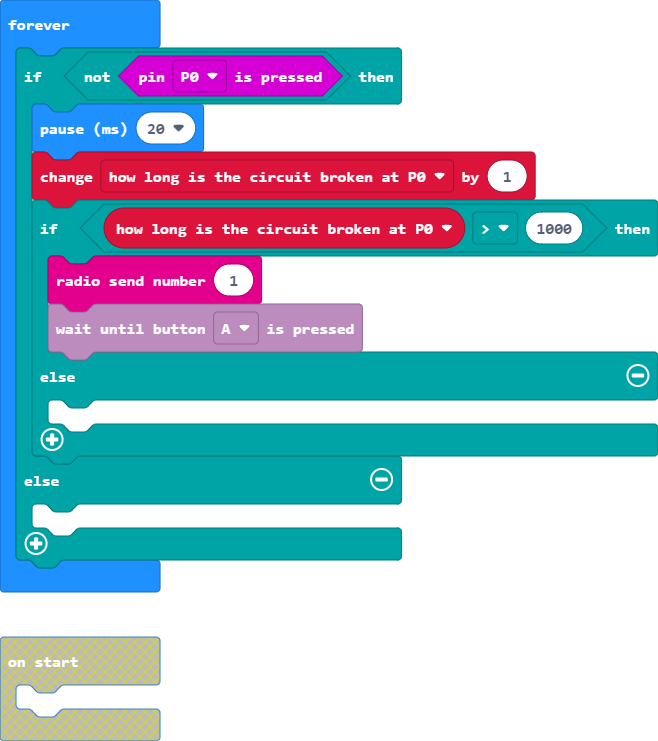 forever
if not pin P0 is pressed then
pause (ms) 20
change how long is the circuit broken at P0 by 1
if how long is the circuit broken at P0 > 1000 then
radio send number 1
wait until button A is pressed
else
else
on start